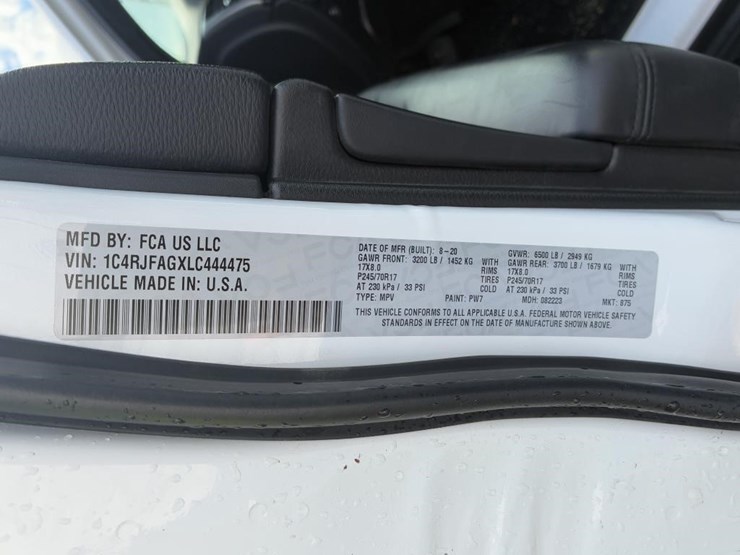 MFD BY: FCA US LLC
VIN: 1C4RJFAGXLC444475
VEHICLE MADE IN: U.S.A.
DATE OF MFR (BUILT): 8-20 GVWR: 6500 LB / 2949 KG
GAWR FRONT: 3200 LB / 1452 KG WITH GAWR REAR: 3700 LB / 1679 KG WITH
17X8.0 RIMS 17X8.0 RIMS
P245/70R17 TIRES P245/70R17 TIRES
AT 230 kPa / 33 PSI COLD AT 230 kPa / 33 PSI COLD
TYPE: MPV PAINT: PW7 MDH: 082223 MKT: 875
THIS VEHICLE CONFORMS TO ALL APPLICABLE U.S.A. FEDERAL MOTOR VEHICLE SAFETY
STANDARDS IN EFFECT ON THE DATE OF MANUFACTURE SHOWN ABOVE.